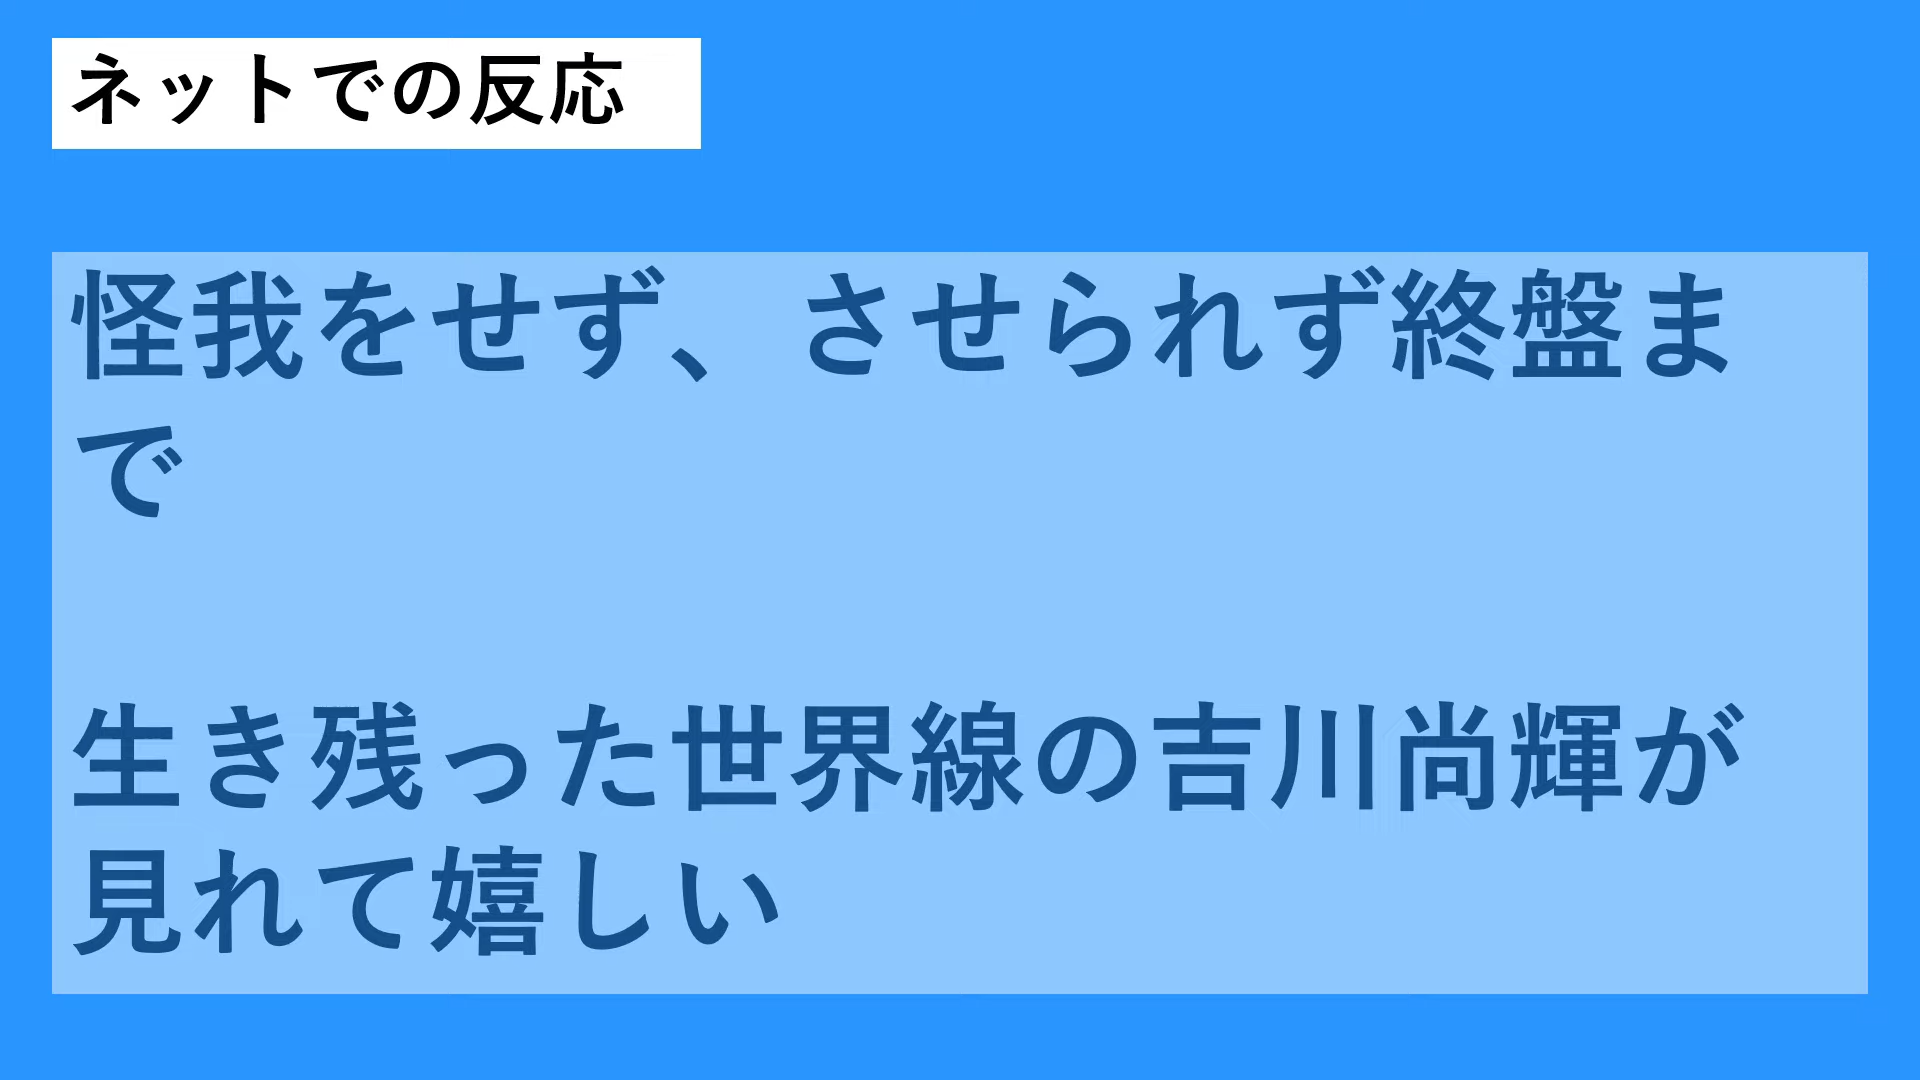 ネットでの反応
怪我をせず、させられず終盤ま
で
生き残った世界線の吉川尚輝が
見れて嬉しい